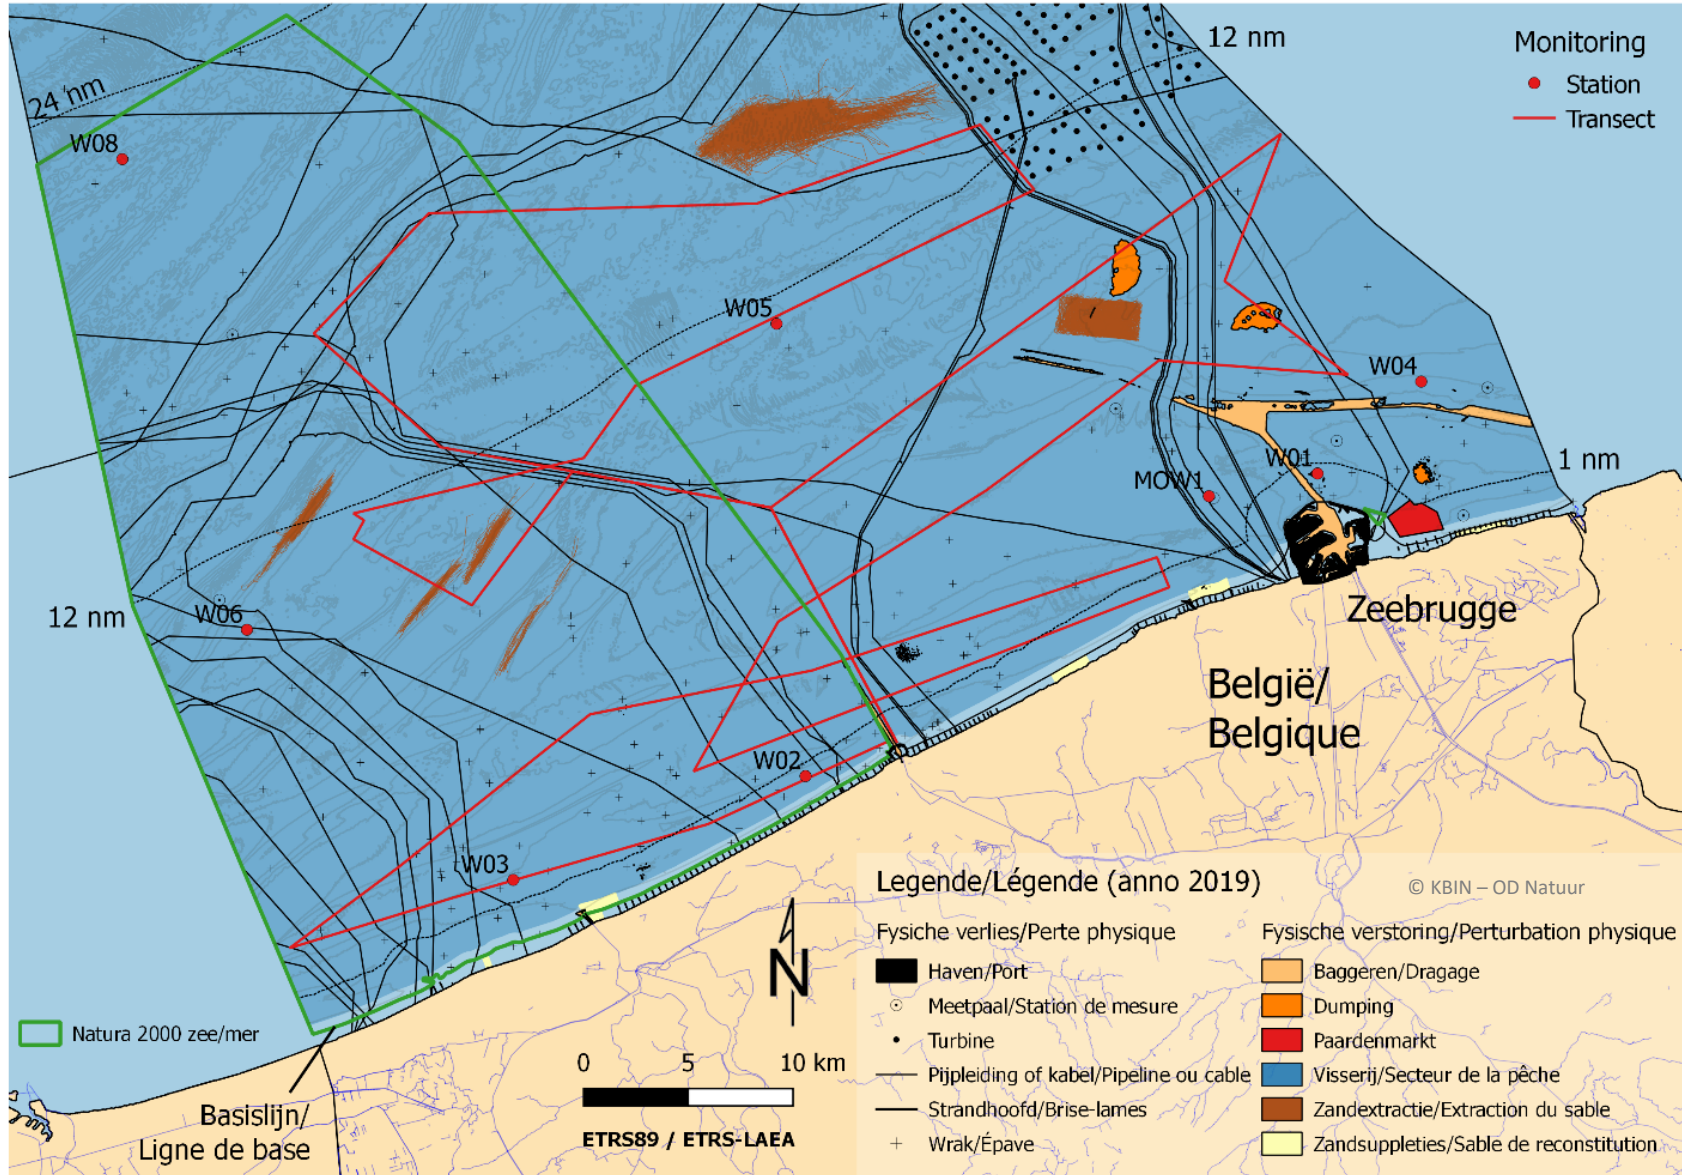 12 nm
Monitoring
Station
Transect
24 nm
W08
W05
W04
W01
1 nm
MOW1
W06
12 nm
Zeebrugge
België/
Belgique
W02
W03
Legende/Légende (anno 2019)
© KBIN – OD Natuur
Fysiche verlies/Perte physique
Haven/Port
Meetpaal/Station de mesure
Turbine
Pijpleiding of kabel/Pipeline ou cable
Strandhoofd/Brise-lames
Wrak/Épave
Fysische verstoring/Perturbation physique
Baggeren/Dragage
Dumping
Paardenmarkt
Visserij/Secteur de la pêche
Zandextractie/Extraction du sable
Zandsuppleties/Sable de reconstitution
N
0 5 10 km
ETRS89 / ETRS-LAEA
Natura 2000 zee/mer
Basislijn/
Ligne de base